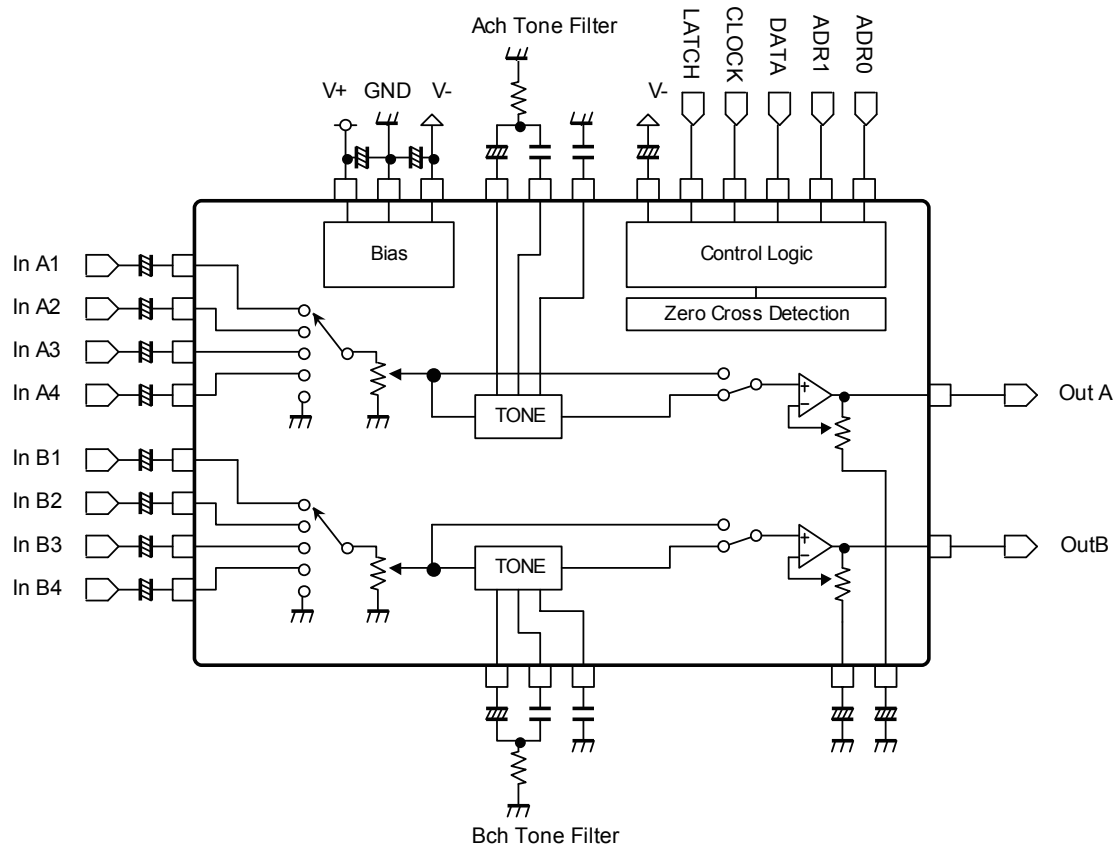 Ach Tone Filter
LATCH
CLOCK
DATA
ADR1
ADR0
V+
GND
V-
V-
Bias
Control Logic
Zero Cross Detection
In A1
In A2
In A3
In A4
TONE
Out A
In B1
In B2
In B3
In B4
TONE
OutB
Bch Tone Filter